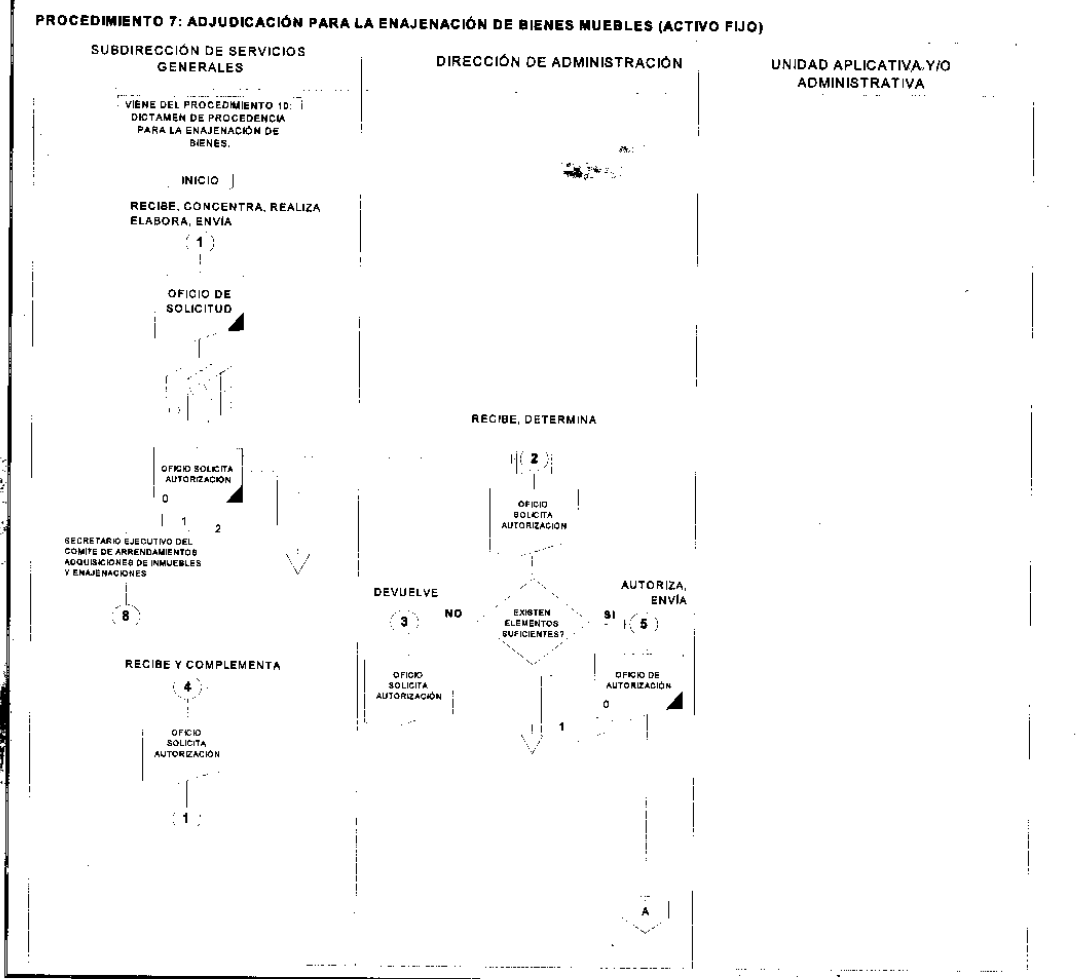 PROCEDIMIENTO 7: ADJUDICACIÓN PARA LA ENAJENACIÓN DE BIENES MUEBLES (ACTIVO FIJO)
SUBDIRECCIÓN DE SERVICIOS
GENERALES
DIRECCIÓN DE ADMINISTRACIÓN
UNIDAD APLICATIVA Y/O
ADMINISTRATIVA
VIENE DEL PROCEDIMIENTO 10:
DICTAMEN DE PROCEDENCIA
PARA LA ENAJENACIÓN DE
BIENES.
INICIO
RECIBE, CONCENTRA, REALIZA
ELABORA, ENVÍA
1
OFICIO DE
SOLICITUD
OFICIO SOLICITA
AUTORIZACIÓN
0
1
2
SECRETARIO EJECUTIVO DEL
COMITE DE ARRENDAMIENTOS
ADQUISICIONES DE INMUEBLES
Y ENAJENACIONES
8
RECIBE Y COMPLEMENTA
4
OFICIO
SOLICITA
AUTORIZACIÓN
1
RECIBE, DETERMINA
2
OFICIO
SOLICITA
AUTORIZACIÓN
EXISTEN
ELEMENTOS
SUFICIENTES?
NO
SI
DEVUELVE
3
OFICIO
SOLICITA
AUTORIZACIÓN
AUTORIZA,
ENVÍA
5
OFICIO DE
AUTORIZACIÓN
0
1
A